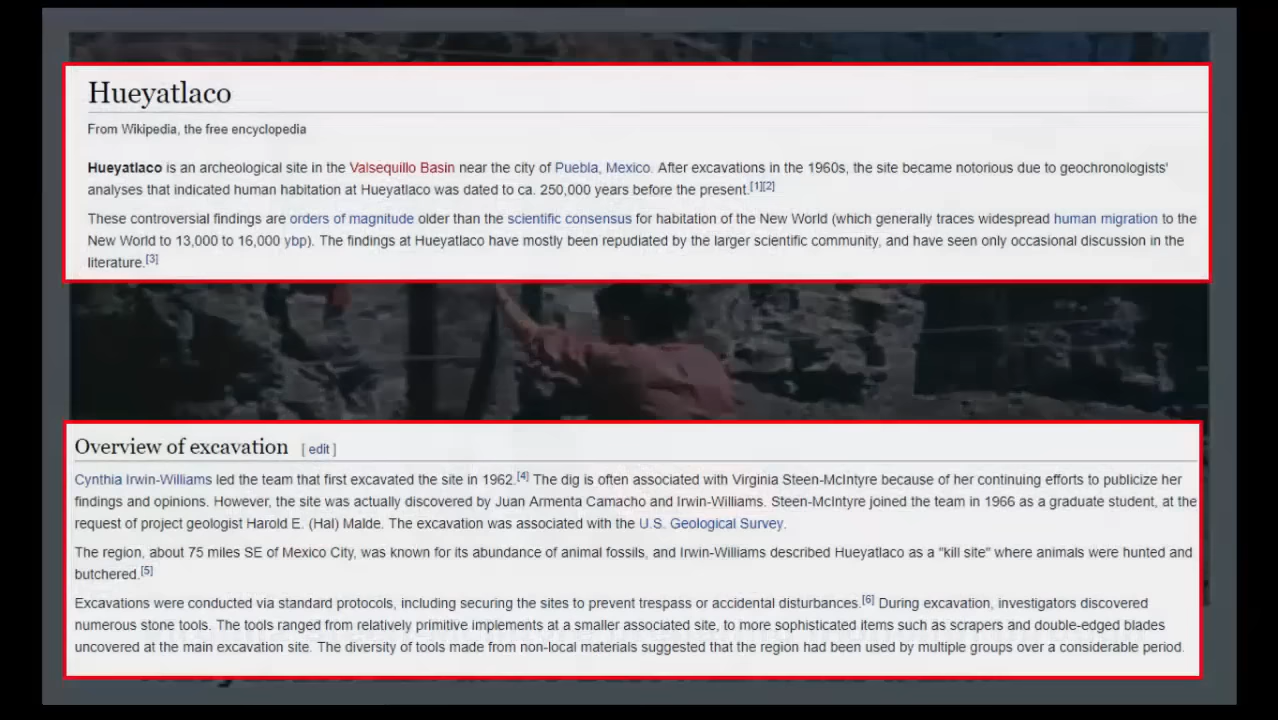 Hueyatlaco
From Wikipedia, the free encyclopedia
Hueyatlaco is an archeological site in the Valsequillo Basin near the city of Puebla, Mexico. After excavations in the 1960s, the site became notorious due to geochronologists'
analyses that indicated human habitation at Hueyatlaco was dated to ca. 250,000 years before the present.[1][2]
These controversial findings are orders of magnitude older than the scientific consensus for habitation of the New World (which generally traces widespread human migration to the
New World to 13,000 to 16,000 ybp). The findings at Hueyatlaco have mostly been repudiated by the larger scientific community, and have seen only occasional discussion in the
literature.[3]
Overview of excavation [ edit ]
Cynthia Irwin-Williams led the team that first excavated the site in 1962.[4] The dig is often associated with Virginia Steen-McIntyre because of her continuing efforts to publicize her
findings and opinions. However, the site was actually discovered by Juan Armenta Camacho and Irwin-Williams. Steen-McIntyre joined the team in 1966 as a graduate student, at the
request of project geologist Harold E. (Hal) Malde. The excavation was associated with the U.S. Geological Survey.
The region, about 75 miles SE of Mexico City, was known for its abundance of animal fossils, and Irwin-Williams described Hueyatlaco as a "kill site" where animals were hunted and
butchered.[5]
Excavations were conducted via standard protocols, including securing the sites to prevent trespass or accidental disturbances.[6] During excavation, investigators discovered
numerous stone tools. The tools ranged from relatively primitive implements at a smaller associated site, to more sophisticated items such as scrapers and double-edged blades
uncovered at the main excavation site. The diversity of tools made from non-local materials suggested that the region had been used by multiple groups over a considerable period.